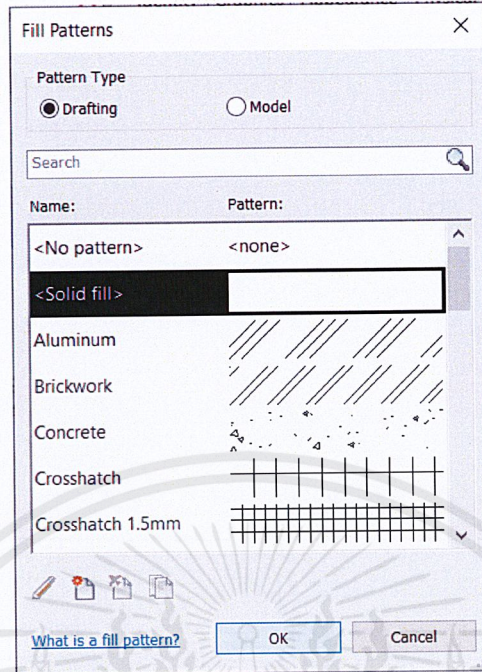 Fill Patterns
Pattern Type
Drafting Model
Search
Name: Pattern:
<No pattern> <none>
<Solid fill>
Aluminum
Brickwork
Concrete
Crosshatch
Crosshatch 1.5mm
What is a fill pattern? OK Cancel